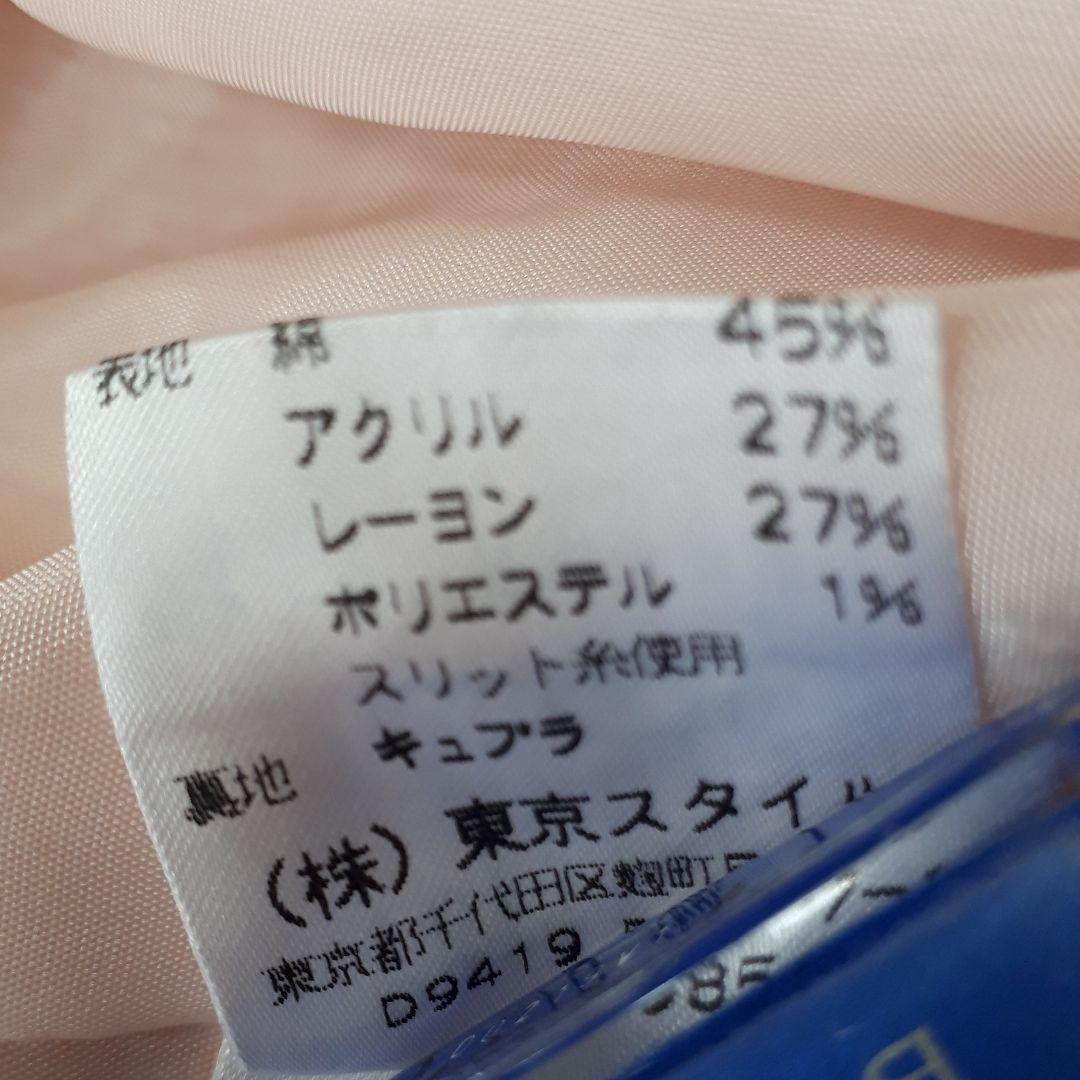 表地 綿 45%
アクリル 27%
レーヨン 27%
ポリエステル 1%
スリット糸使用
裏地 キュプラ
(株)東京スタイル
東京都千代田区麹町
D9419